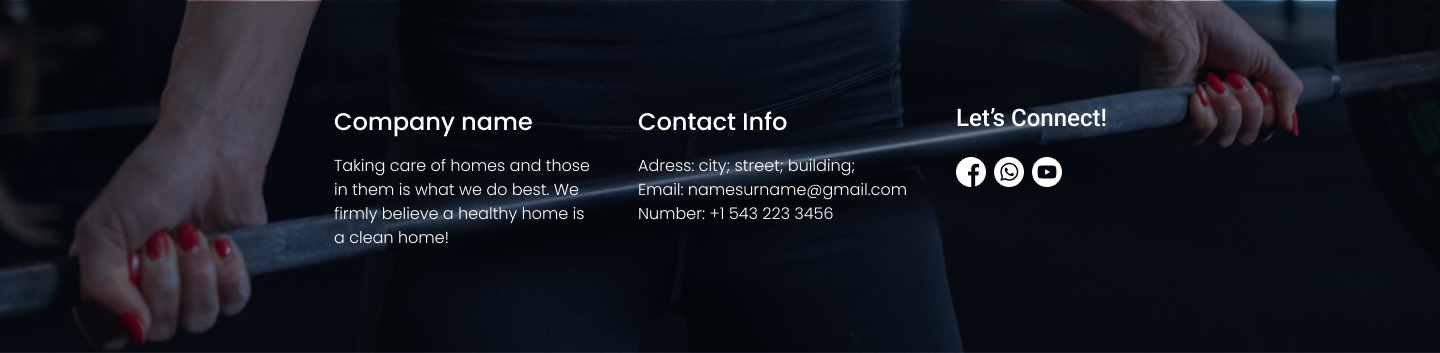 Company name
Taking care of homes and those
in them is what we do best. We
firmly believe a healthy home is
a clean home!
Contact Info
Adress: city; street; building;
Email: namesurname@gmail.com
Number: +1 543 223 3456
Let’s Connect!